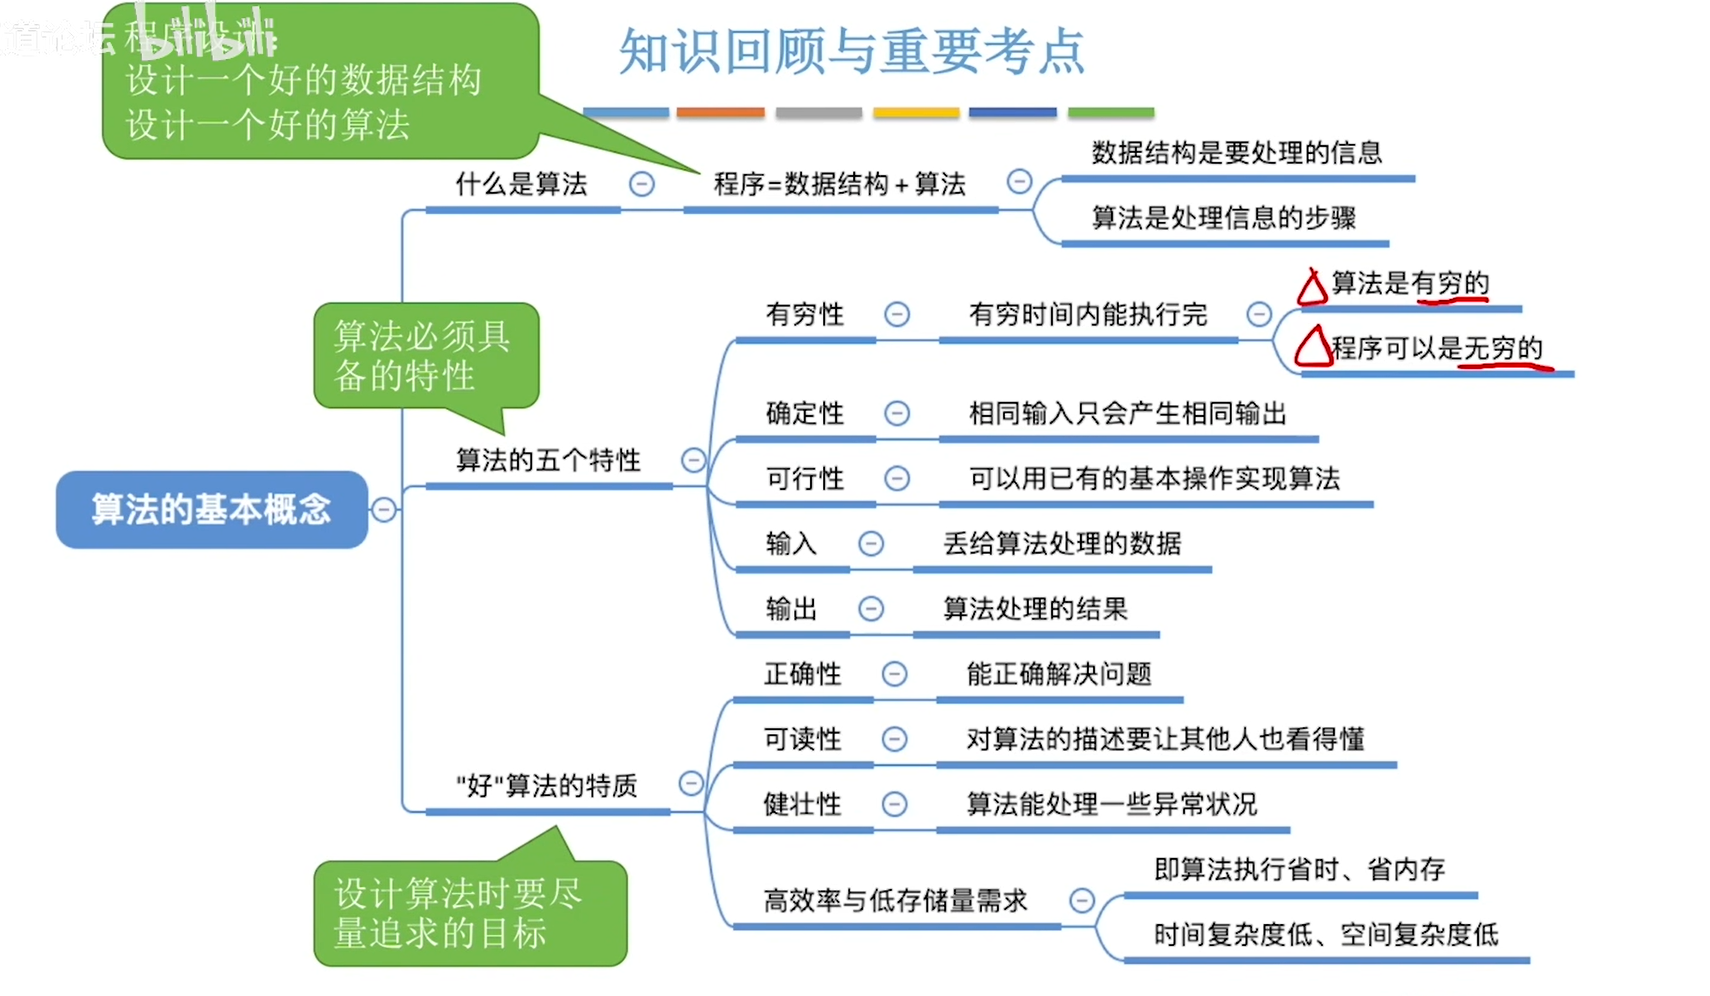 道论坛
bilibili
程序设计:
设计一个好的数据结构
设计一个好的算法
知识回顾与重要考点
什么是算法
程序=数据结构+算法
数据结构是要处理的信息
算法是处理信息的步骤
算法必须具
备的特性
算法的五个特性
有穷性
有穷时间内能执行完
算法是有穷的
程序可以是无穷的
确定性
相同输入只会产生相同输出
可行性
可以用已有的基本操作实现算法
输入
丢给算法处理的数据
输出
算法处理的结果
算法的基本概念
"好"算法的特质
正确性
能正确解决问题
可读性
对算法的描述要让其他人也看得懂
健壮性
算法能处理一些异常状况
高效率与低存储量需求
即算法执行省时、省内存
时间复杂度低、空间复杂度低
设计算法时要尽
量追求的目标